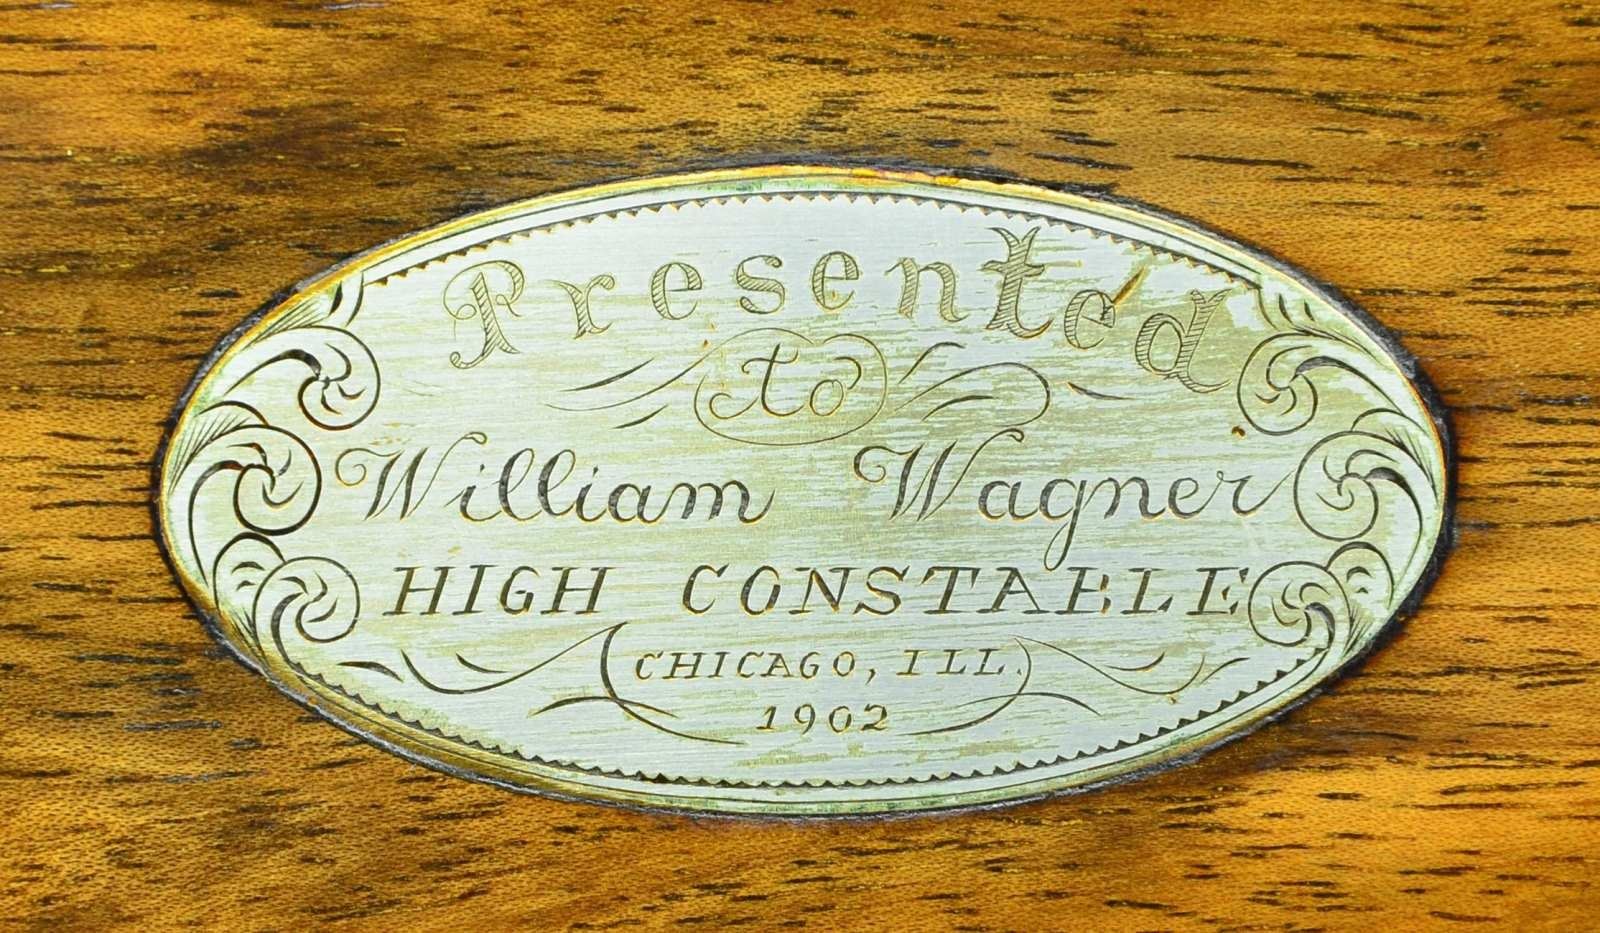 Presented
to
William Wagner
HIGH CONSTABLE
CHICAGO, ILL.
1902